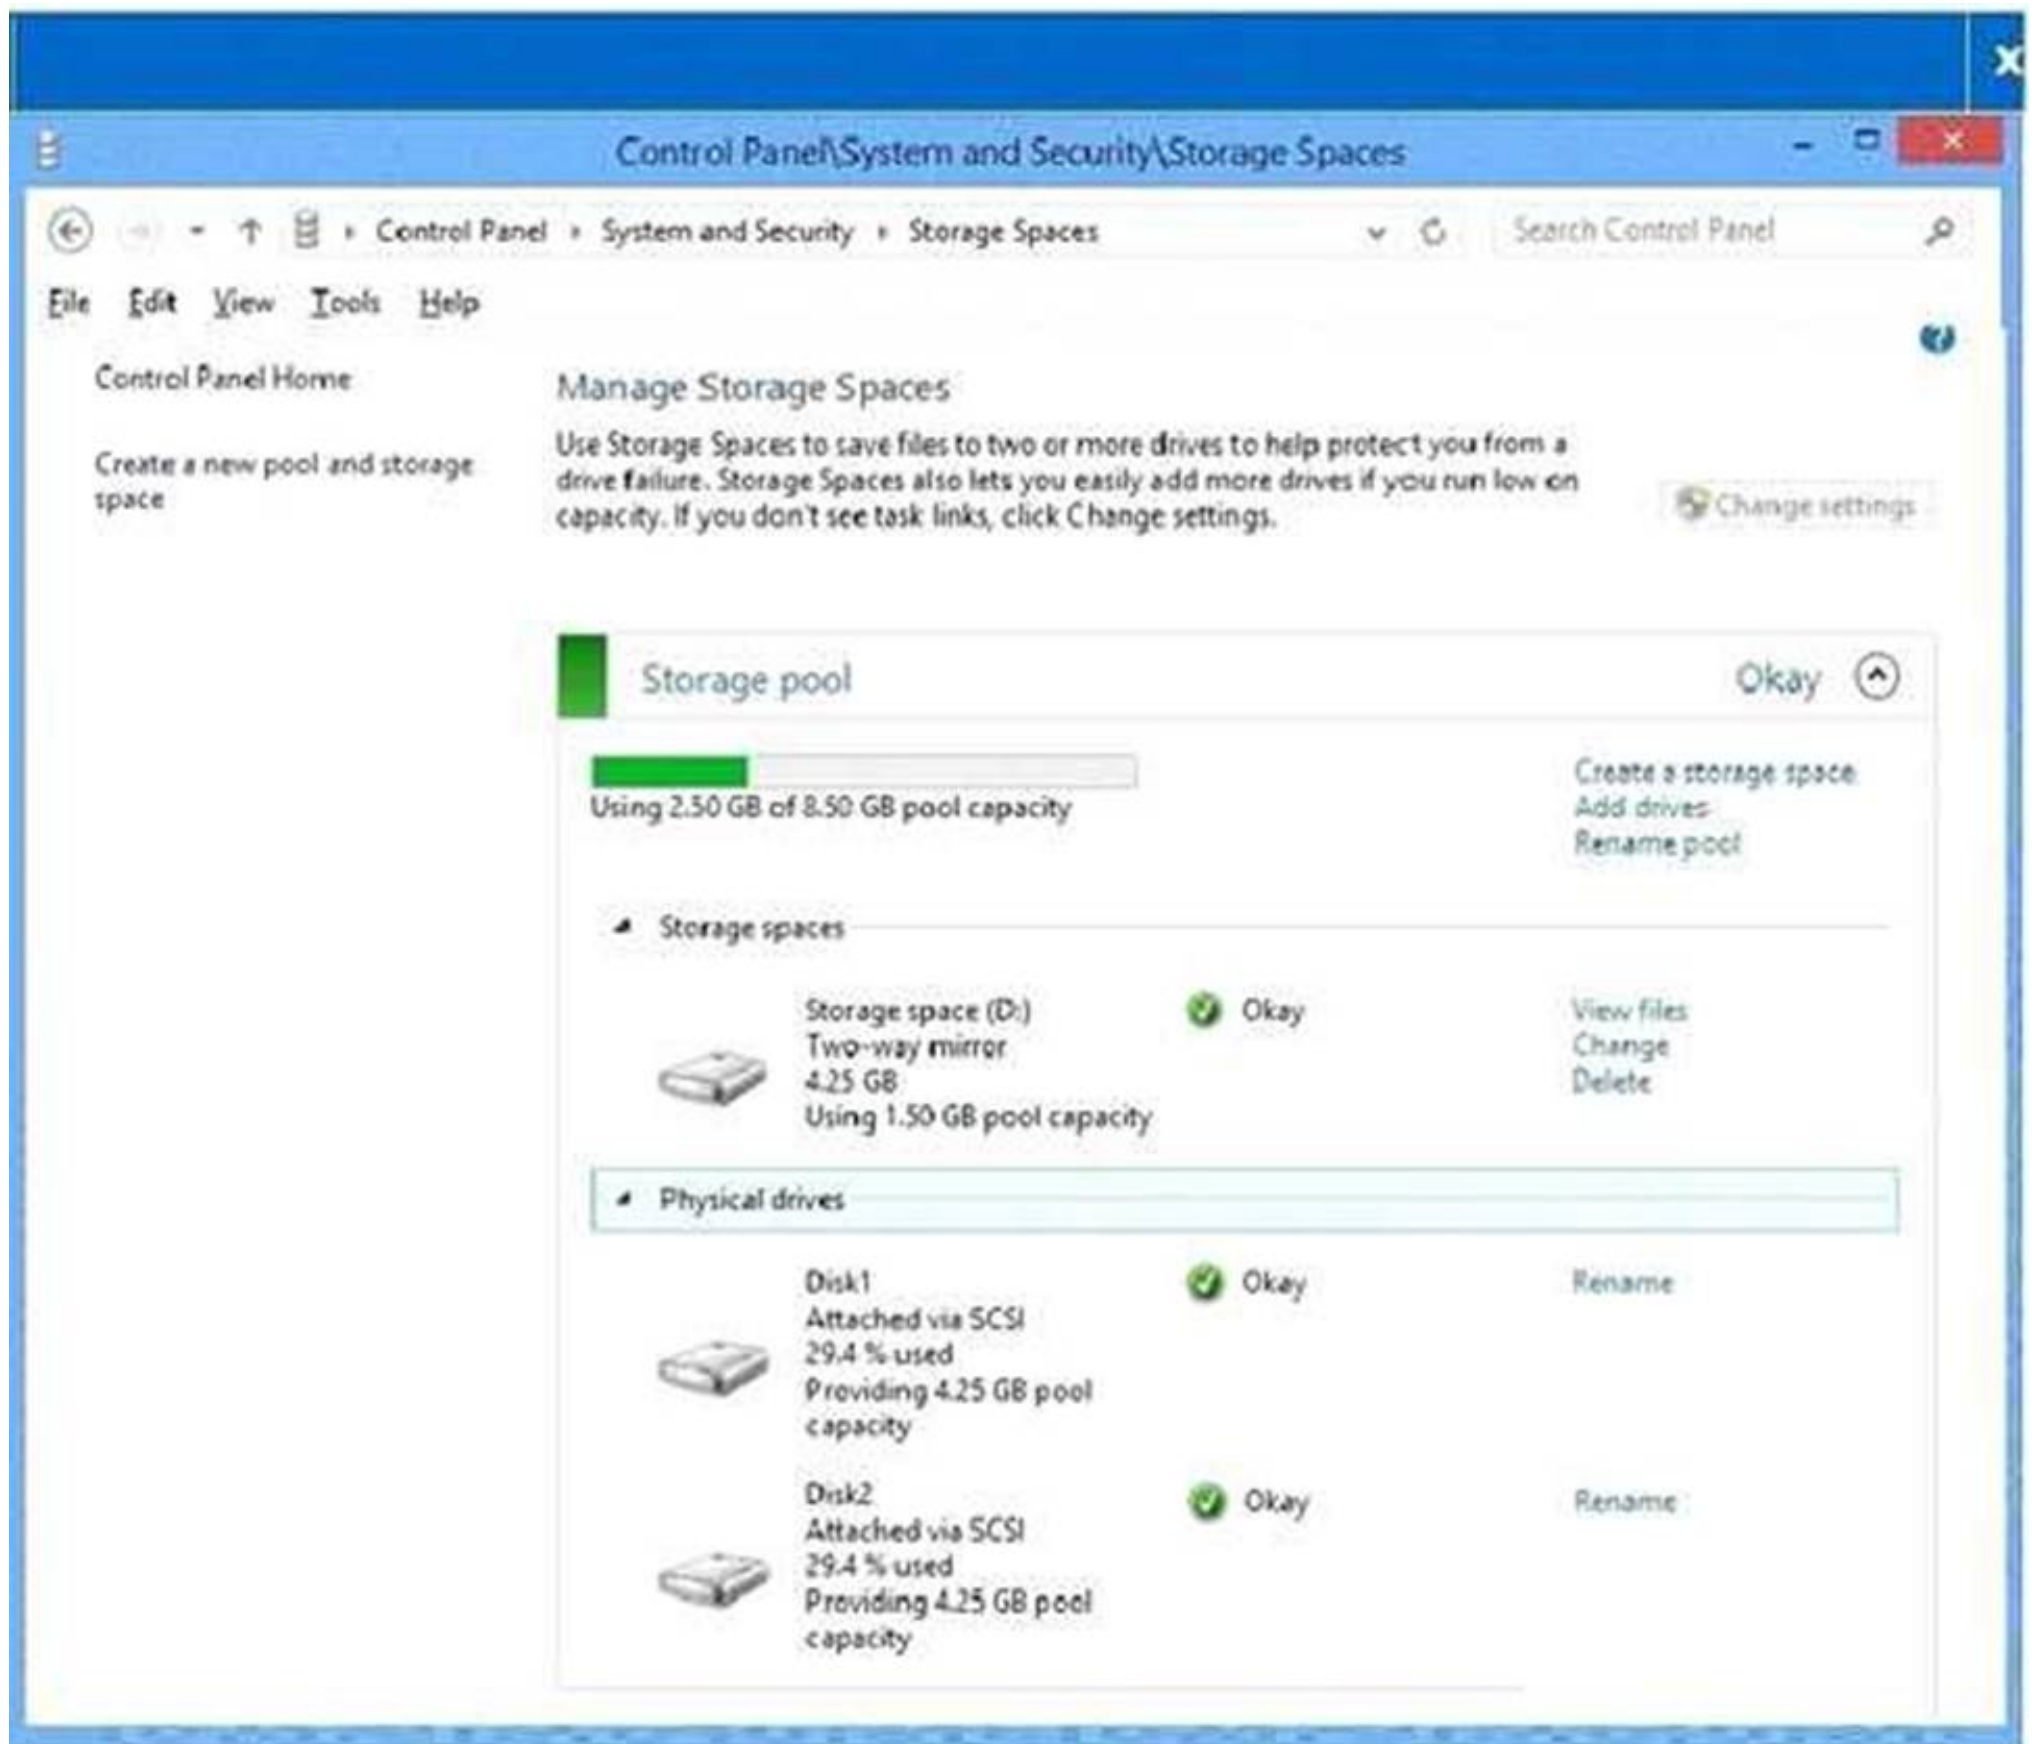 Control Panel\System and Security\Storage Spaces
Control Panel System and Security Storage Spaces
Search Control Panel
File Edit View Tools Help
Control Panel Home
Create a new pool and storage
space
Manage Storage Spaces
Use Storage Spaces to save files to two or more drives to help protect you from a
drive failure. Storage Spaces also lets you easily add more drives if you run low on
capacity. If you don't see task links, click Change settings.
Change settings
Storage pool
Okay
Using 2.50 GB of 8.50 GB pool capacity
Create a storage space
Add drives
Rename pool
Storage spaces
Storage space (D:)
Two-way mirror
4.25 GB
Using 1.50 GB pool capacity
Okay
View files
Change
Delete
Physical drives
Disk1
Attached via SCSI
29.4 % used
Providing 4.25 GB pool
capacity
Okay
Rename
Disk2
Attached via SCSI
29.4 % used
Providing 4.25 GB pool
capacity
Okay
Rename